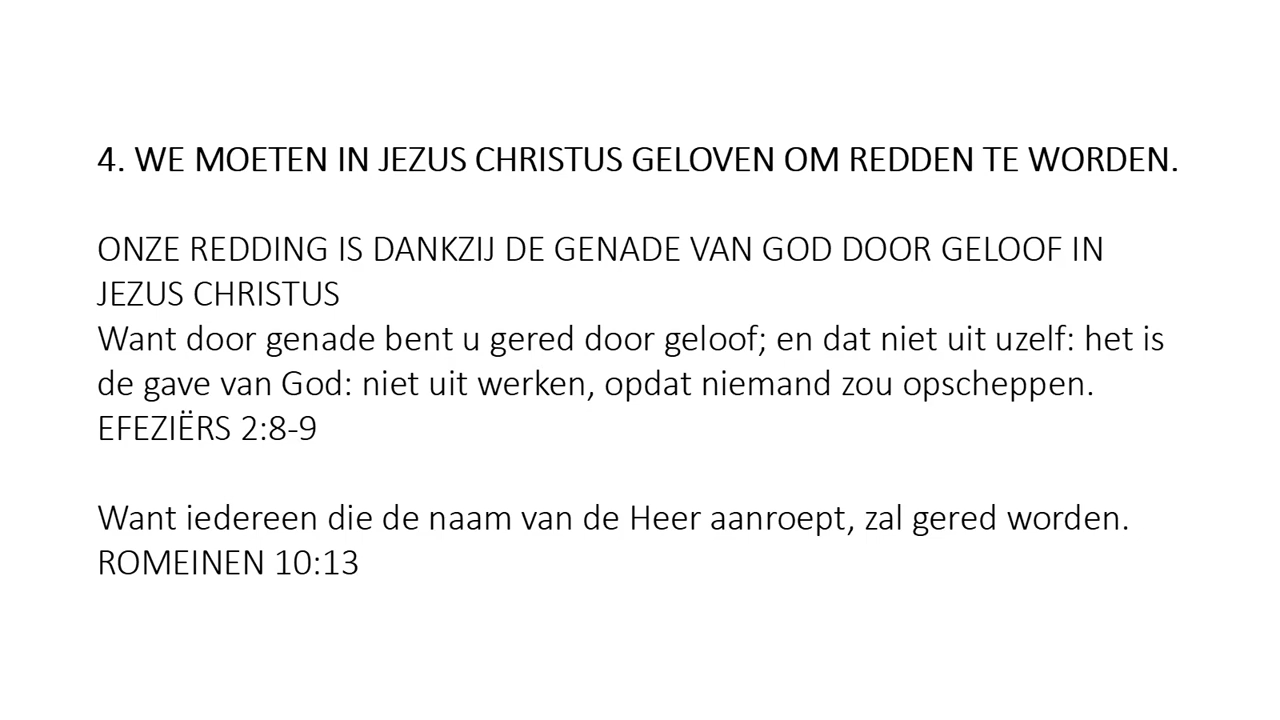 4. WE MOETEN IN JEZUS CHRISTUS GELOVEN OM REDDEN TE WORDEN.
ONZE REDDING IS DANKZIJ DE GENADE VAN GOD DOOR GELOOF IN
JEZUS CHRISTUS
Want door genade bent u gered door geloof; en dat niet uit uzelf: het is
de gave van God: niet uit werken, opdat niemand zou opscheppen.
EFEZIËRS 2:8-9
Want iedereen die de naam van de Heer aanroept, zal gered worden.
ROMEINEN 10:13